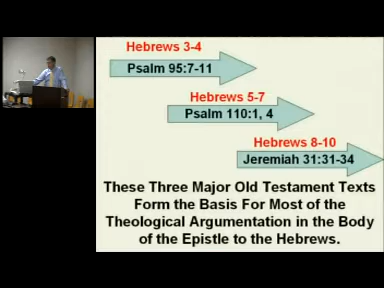 Hebrews 3-4
Psalm 95:7-11
Hebrews 5-7
Psalm 110:1, 4
Hebrews 8-10
Jeremiah 31:31-34
These Three Major Old Testament Texts
Form the Basis For Most of the
Theological Argumentation in the Body
of the Epistle to the Hebrews.